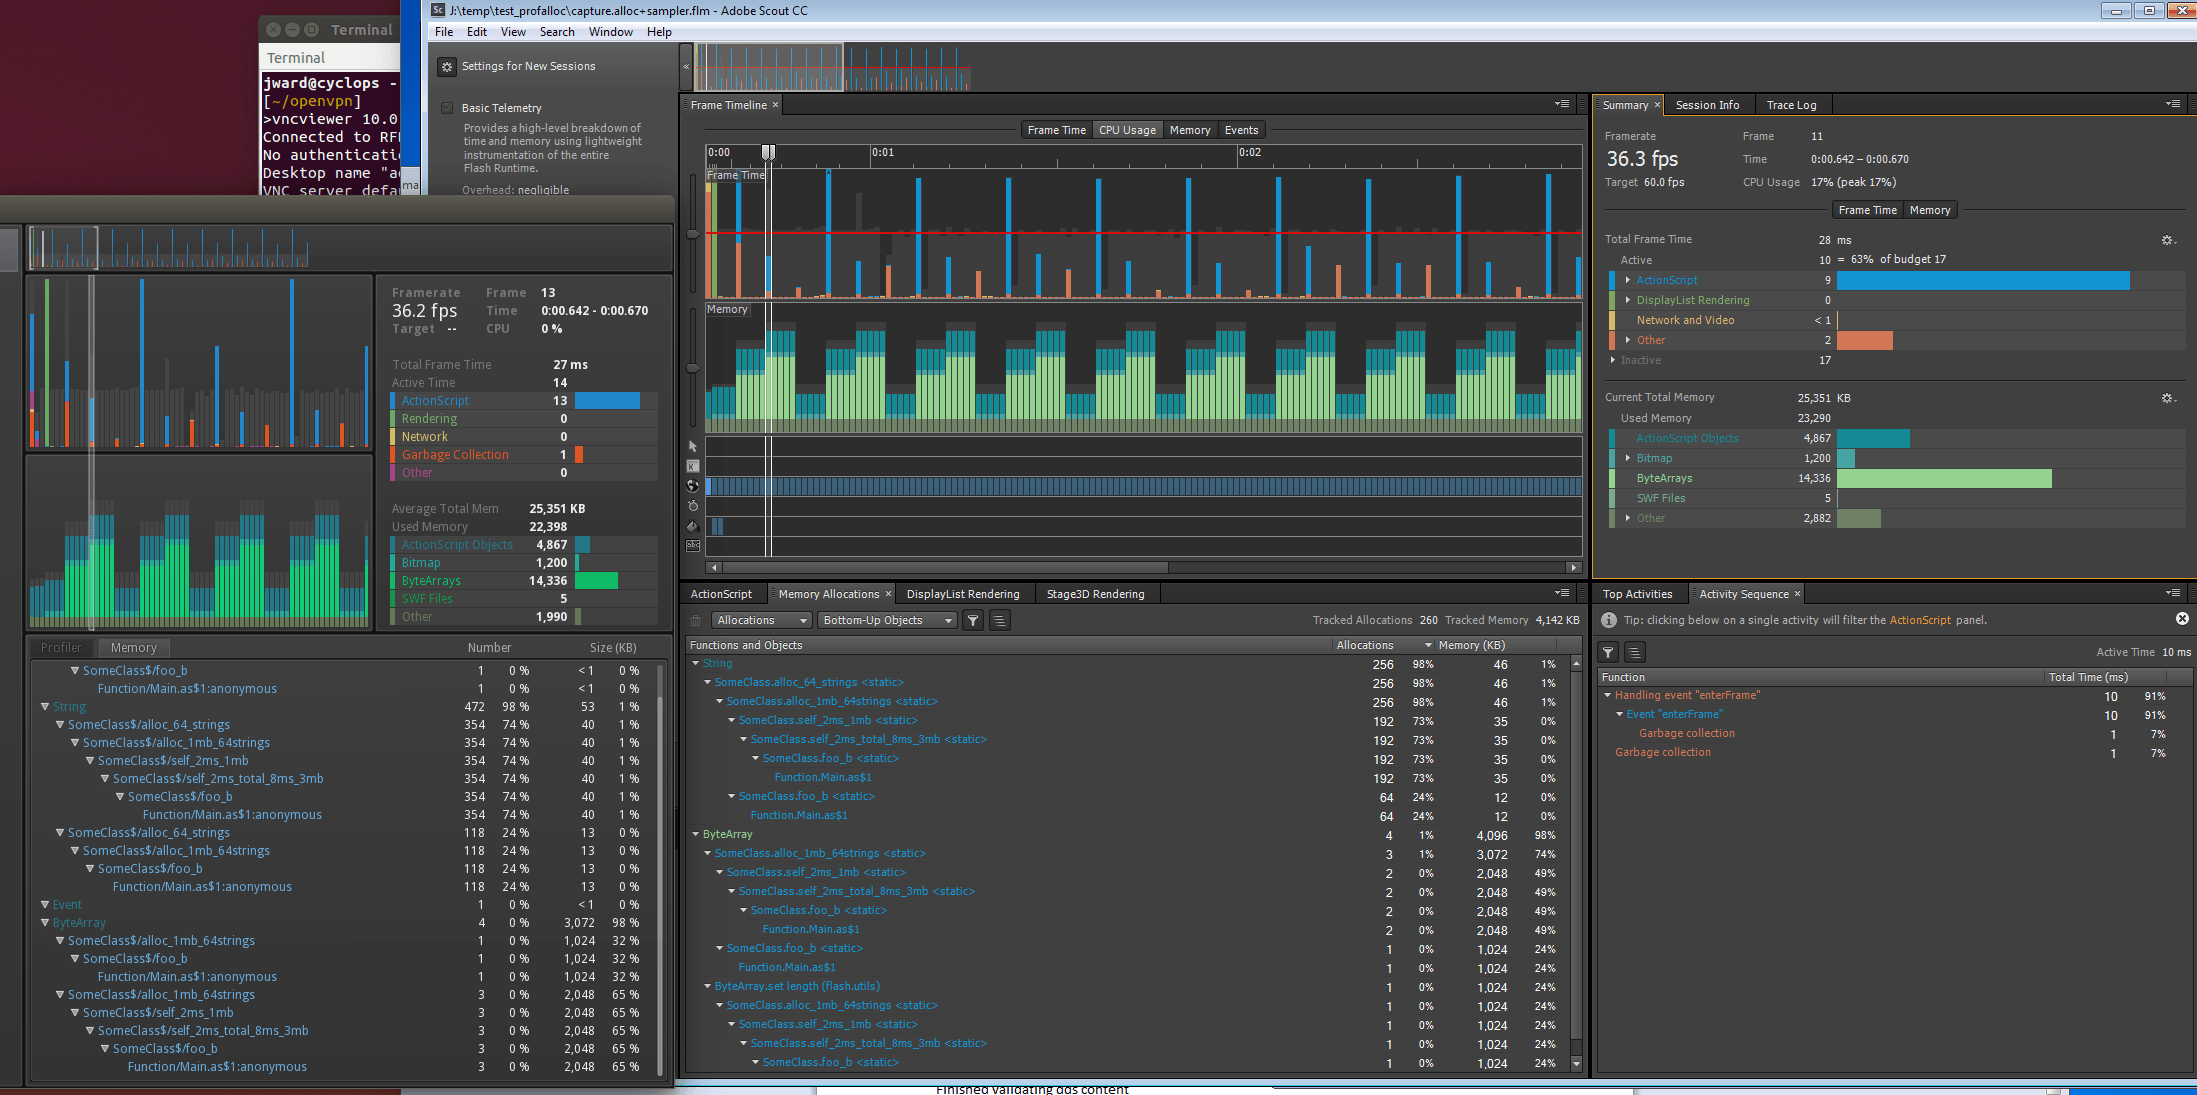 Terminal
Terminal
jward@cyclops -
[~/openvpn]
>vncviewer 10.0
Connected to RF
No authenticati
Desktop name "a
VNC server defa
ma
Sc J:\temp\test_profalloc\capture.alloc+sampler.flm - Adobe Scout CC
File Edit View Search Window Help
Settings for New Sessions
Basic Telemetry
Provides a high-level breakdown of
time and memory using lightweight
instrumentation of the entire
Flash Runtime.
Overhead: negligible
Framerate Frame 13
36.2 fps Time 0:00.642 - 0:00.670
Target -- CPU 0 %
Total Frame Time 27 ms
Active Time 14
ActionScript 13
Rendering 0
Network 0
Garbage Collection 1
Other 0
Average Total Mem 25,351 KB
Used Memory 22,398
ActionScript Objects 4,867
Bitmap 1,200
ByteArrays 14,336
SWF Files 5
Other 1,990
Profiler Memory Number Size (KB)
SomeClass$/foo_b 1 0 % <1 0 %
Function/Main.as$1:anonymous 1 0 % <1 0 %
String 472 98 % 53 1 %
SomeClass$/alloc_64_strings 354 74 % 40 1 %
SomeClass$/alloc_1mb_64strings 354 74 % 40 1 %
SomeClass$/self_2ms_1mb 354 74 % 40 1 %
SomeClass$/self_2ms_total_8ms_3mb 354 74 % 40 1 %
SomeClass$/foo_b 354 74 % 40 1 %
Function/Main.as$1:anonymous 354 74 % 40 1 %
SomeClass$/alloc_64_strings 118 24 % 13 0 %
SomeClass$/alloc_1mb_64strings 118 24 % 13 0 %
SomeClass$/foo_b 118 24 % 13 0 %
Function/Main.as$1:anonymous 118 24 % 13 0 %
Event 1 0 % <1 0 %
ByteArray 4 0 % 3,072 98 %
SomeClass$/alloc_1mb_64strings 1 0 % 1,024 32 %
SomeClass$/foo_b 1 0 % 1,024 32 %
Function/Main.as$1:anonymous 1 0 % 1,024 32 %
SomeClass$/alloc_1mb_64strings 3 0 % 2,048 65 %
SomeClass$/self_2ms_1mb 3 0 % 2,048 65 %
SomeClass$/self_2ms_total_8ms_3mb 3 0 % 2,048 65 %
SomeClass$/foo_b 3 0 % 2,048 65 %
Function/Main.as$1:anonymous 3 0 % 2,048 65 %
Frame Timeline
Frame Time CPU Usage Memory Events
0:00 0:01 0:02
Frame Time
Memory
Summary Session Info Trace Log
Framerate Frame 11
36.3 fps Time 0:00.642 – 0:00.670
Target 60.0 fps CPU Usage 17% (peak 17%)
Frame Time Memory
Total Frame Time 28 ms
Active 10 = 63% of budget 17
ActionScript 9
DisplayList Rendering 0
Network and Video < 1
Other 2
Inactive 17
Current Total Memory 25,351 KB
Used Memory 23,290
ActionScript Objects 4,867
Bitmap 1,200
ByteArrays 14,336
SWF Files 5
Other 2,882
ActionScript Memory Allocations DisplayList Rendering Stage3D Rendering
Allocations Bottom-Up Objects Tracked Allocations 260 Tracked Memory 4,142 KB
Functions and Objects Allocations Memory (KB)
String 256 98% 46 1%
SomeClass.alloc_64_strings <static> 256 98% 46 1%
SomeClass.alloc_1mb_64strings <static> 256 98% 46 1%
SomeClass.self_2ms_1mb <static> 192 73% 35 0%
SomeClass.self_2ms_total_8ms_3mb <static> 192 73% 35 0%
SomeClass.foo_b <static> 192 73% 35 0%
Function.Main.as$1 192 73% 35 0%
SomeClass.foo_b <static> 64 24% 12 0%
Function.Main.as$1 64 24% 12 0%
ByteArray 4 1% 4,096 98%
SomeClass.alloc_1mb_64strings <static> 3 1% 3,072 74%
SomeClass.self_2ms_1mb <static> 2 0% 2,048 49%
SomeClass.self_2ms_total_8ms_3mb <static> 2 0% 2,048 49%
SomeClass.foo_b <static> 2 0% 2,048 49%
Function.Main.as$1 2 0% 2,048 49%
SomeClass.foo_b <static> 1 0% 1,024 24%
Function.Main.as$1 1 0% 1,024 24%
ByteArray.set length (flash.utils) 1 0% 1,024 24%
SomeClass.alloc_1mb_64strings <static> 1 0% 1,024 24%
SomeClass.self_2ms_1mb <static> 1 0% 1,024 24%
SomeClass.self_2ms_total_8ms_3mb <static> 1 0% 1,024 24%
SomeClass.foo_b <static> 1 0% 1,024 24%
Top Activities Activity Sequence
Tip: clicking below on a single activity will filter the ActionScript panel.
Active Time 10 ms
Function Total Time (ms)
Handling event "enterFrame" 10 91%
Event "enterFrame" 10 91%
Garbage collection 1 7%
Garbage collection 1 7%
Finished validating dds content